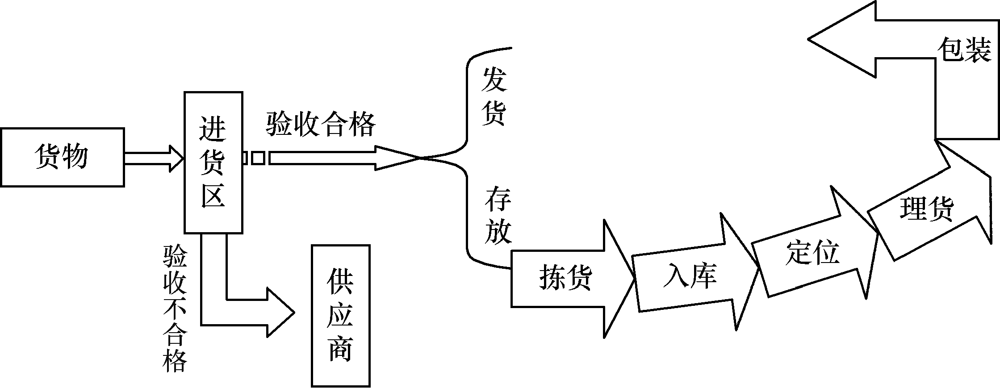 货物
进货区
验收合格
验收不合格
供应商
发货
存放
拣货
入库
定位
理货
包装